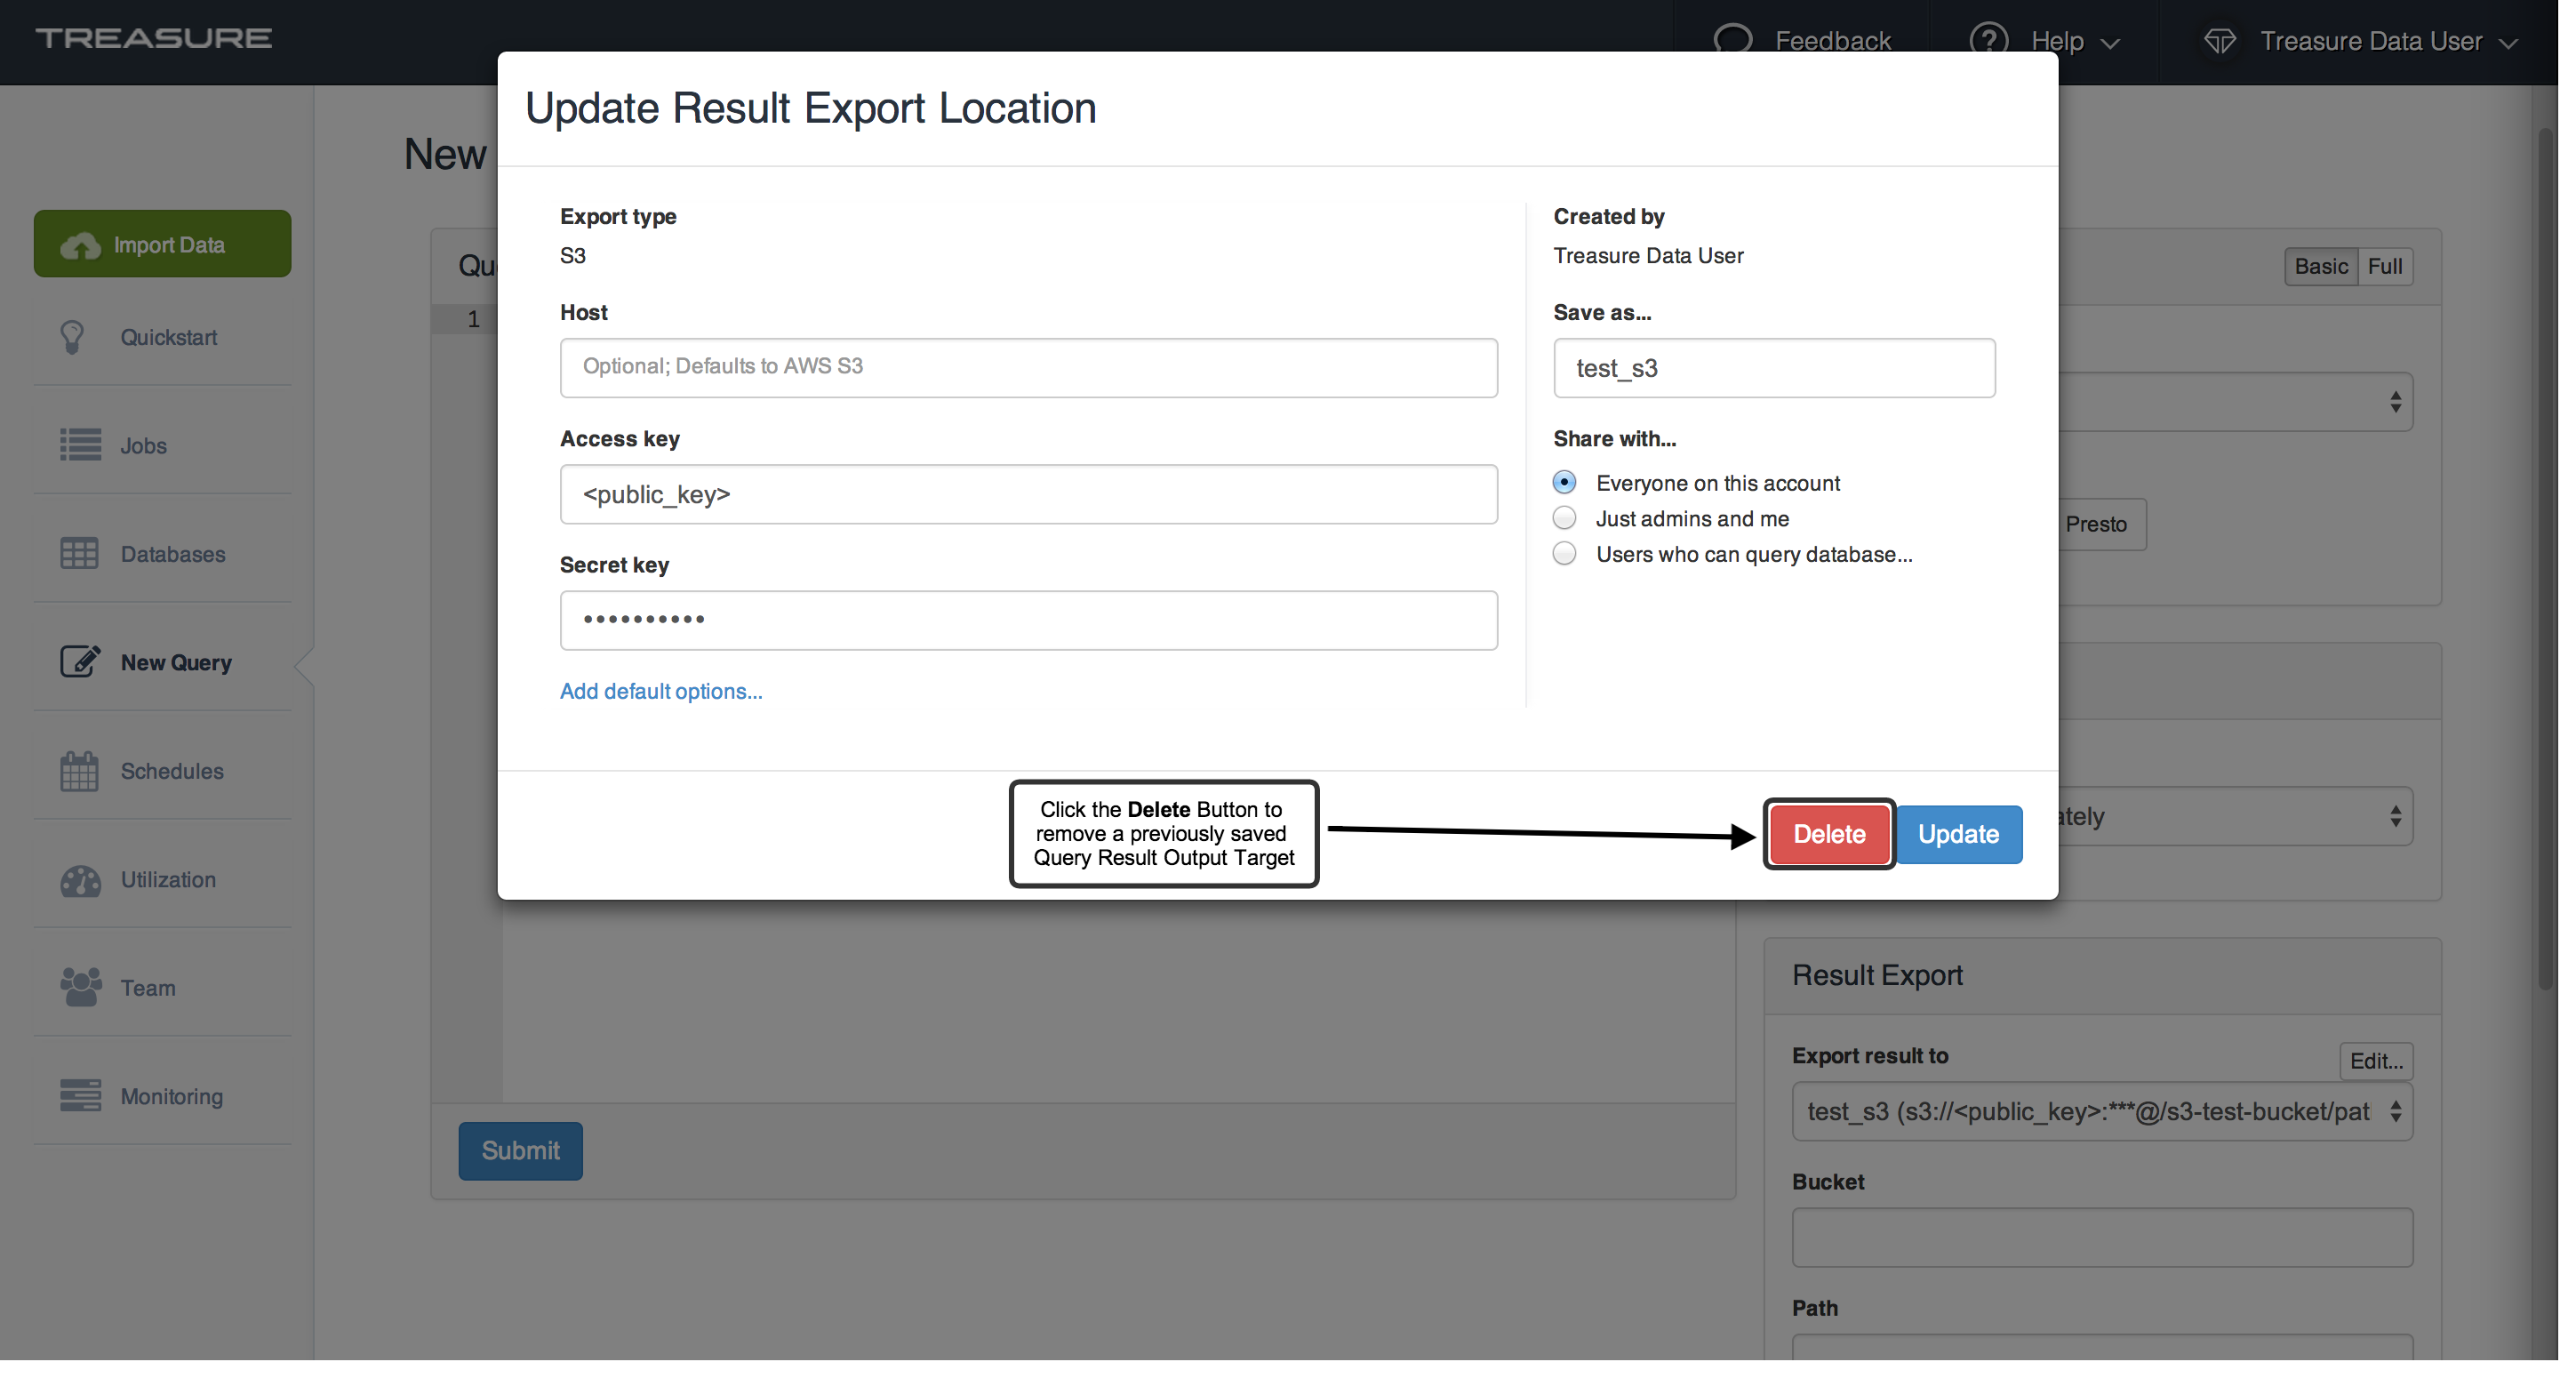 TREASURE
Feedback
Help
Treasure Data User
Import Data
Quickstart
Jobs
Databases
New Query
Schedules
Utilization
Team
Monitoring
New
Update Result Export Location
Export type
S3
Host
Optional; Defaults to AWS S3
Access key
<public_key>
Secret key
••••••••••
Add default options...
Created by
Treasure Data User
Save as...
test_s3
Share with...
Everyone on this account
Just admins and me
Users who can query database...
Click the Delete Button to
remove a previously saved
Query Result Output Target
Delete
Update
1
Submit
Basic
Full
Presto
Result Export
Export result to
Edit...
test_s3 (s3://<public_key>:***@/s3-test-bucket/pat
Bucket
Path